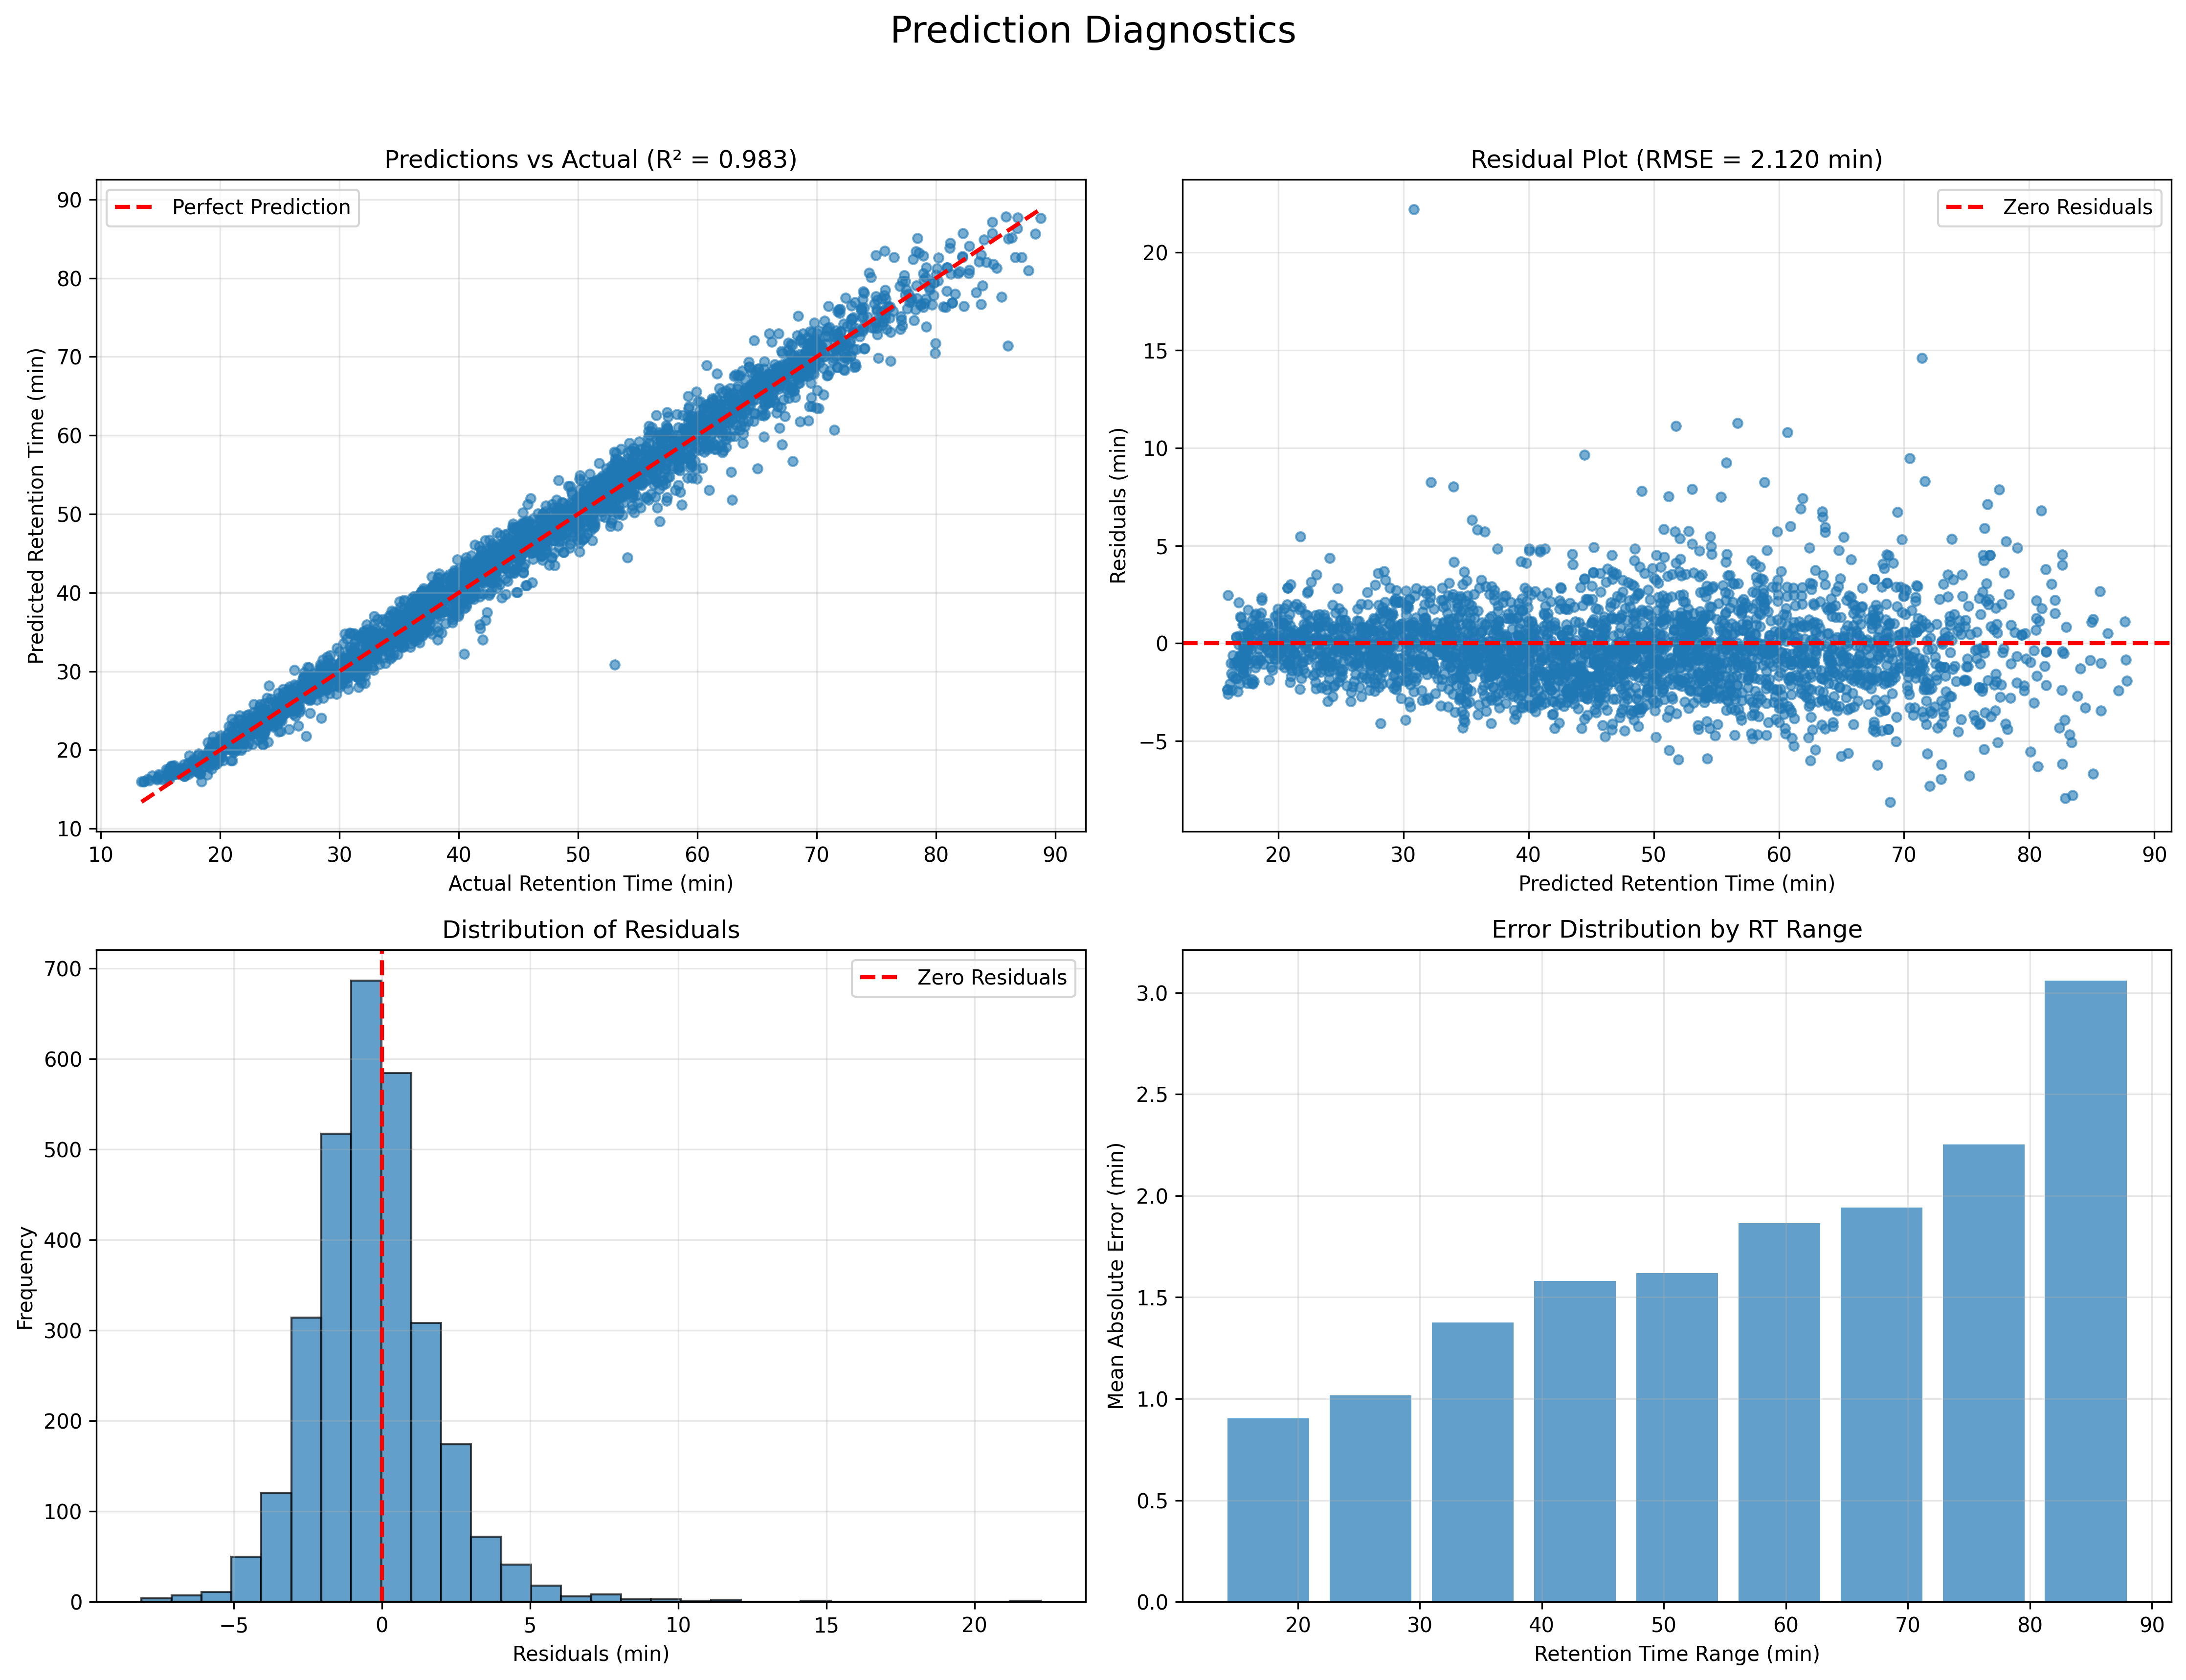 Prediction Diagnostics
Predictions vs Actual (R² = 0.983)
Perfect Prediction
90
80
70
60
50
40
30
20
10
Predicted Retention Time (min)
10 20 30 40 50 60 70 80 90
Actual Retention Time (min)
Residual Plot (RMSE = 2.120 min)
Zero Residuals
20
15
10
5
0
−5
Residuals (min)
20 30 40 50 60 70 80 90
Predicted Retention Time (min)
Distribution of Residuals
Zero Residuals
700
600
500
400
300
200
100
0
Frequency
−5 0 5 10 15 20
Residuals (min)
Error Distribution by RT Range
3.0
2.5
2.0
1.5
1.0
0.5
0.0
Mean Absolute Error (min)
20 30 40 50 60 70 80 90
Retention Time Range (min)